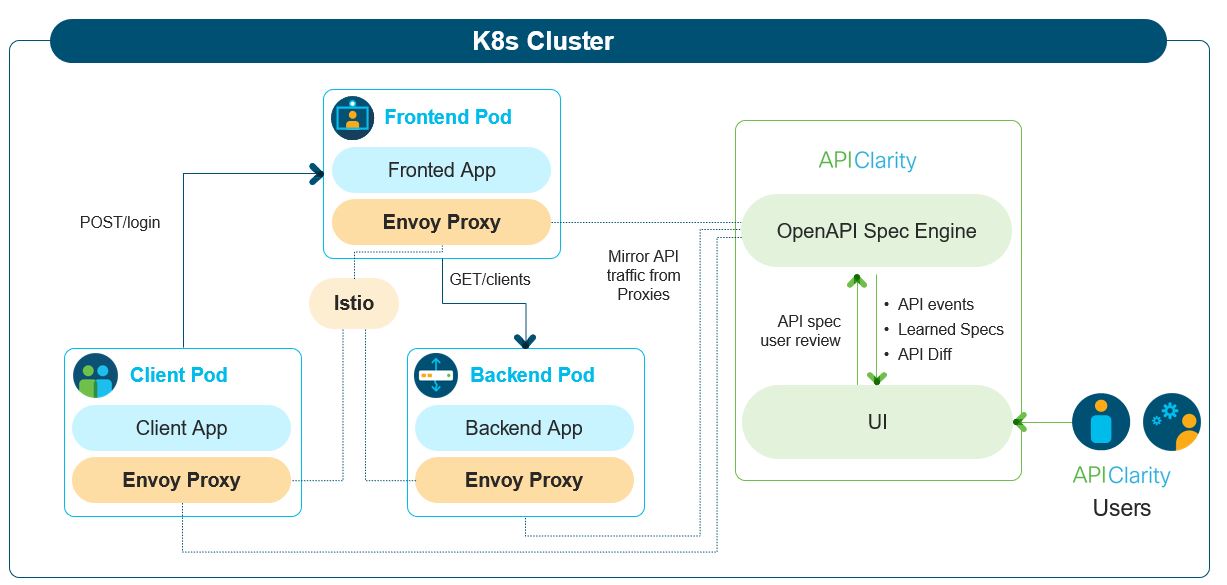 K8s Cluster
Frontend Pod
Fronted App
Envoy Proxy
POST/login
GET/clients
Istio
Client Pod
Client App
Envoy Proxy
Backend Pod
Backend App
Envoy Proxy
Mirror API
traffic from
Proxies
APIClarity
OpenAPI Spec Engine
API spec
user review
• API events
• Learned Specs
• API Diff
UI
APIClarity
Users